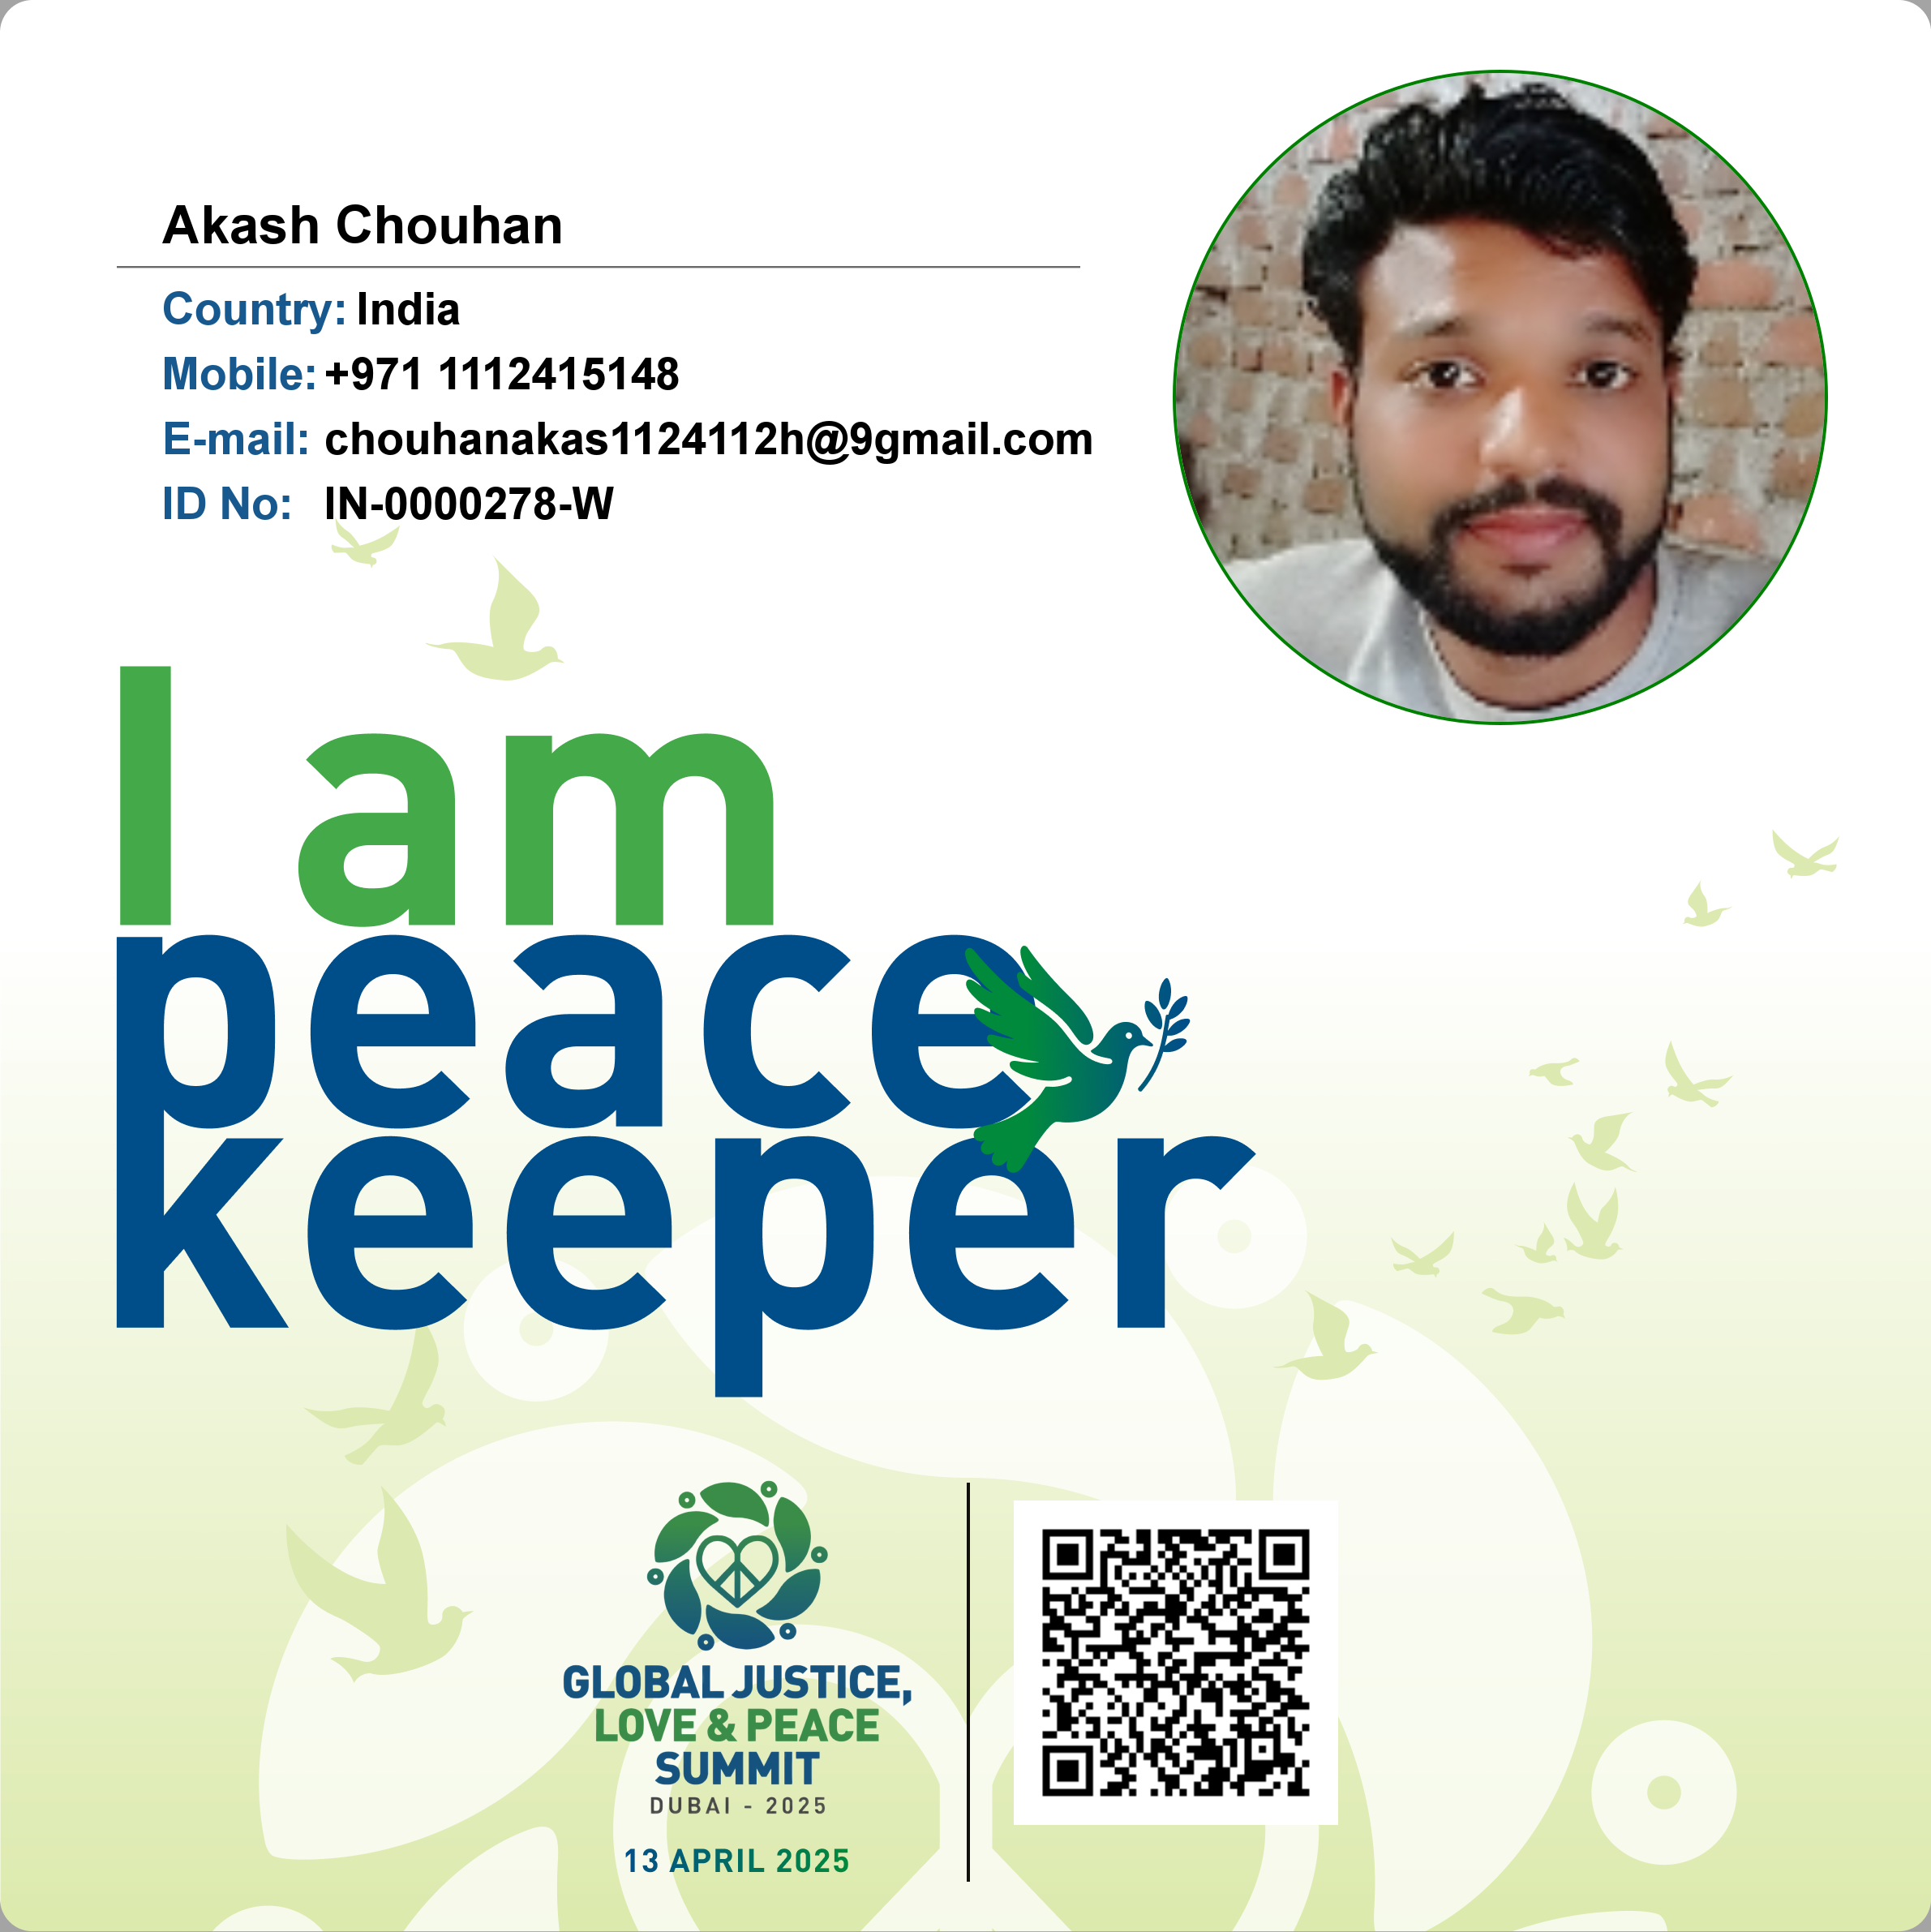 Akash Chouhan
Country: India
Mobile: +971 1112415148
E-mail: chouhanakas1124112h@9gmail.com
ID No: IN-0000278-W
I am
peace
keeper
GLOBAL JUSTICE,
LOVE & PEACE
SUMMIT
DUBAI - 2025
13 APRIL 2025